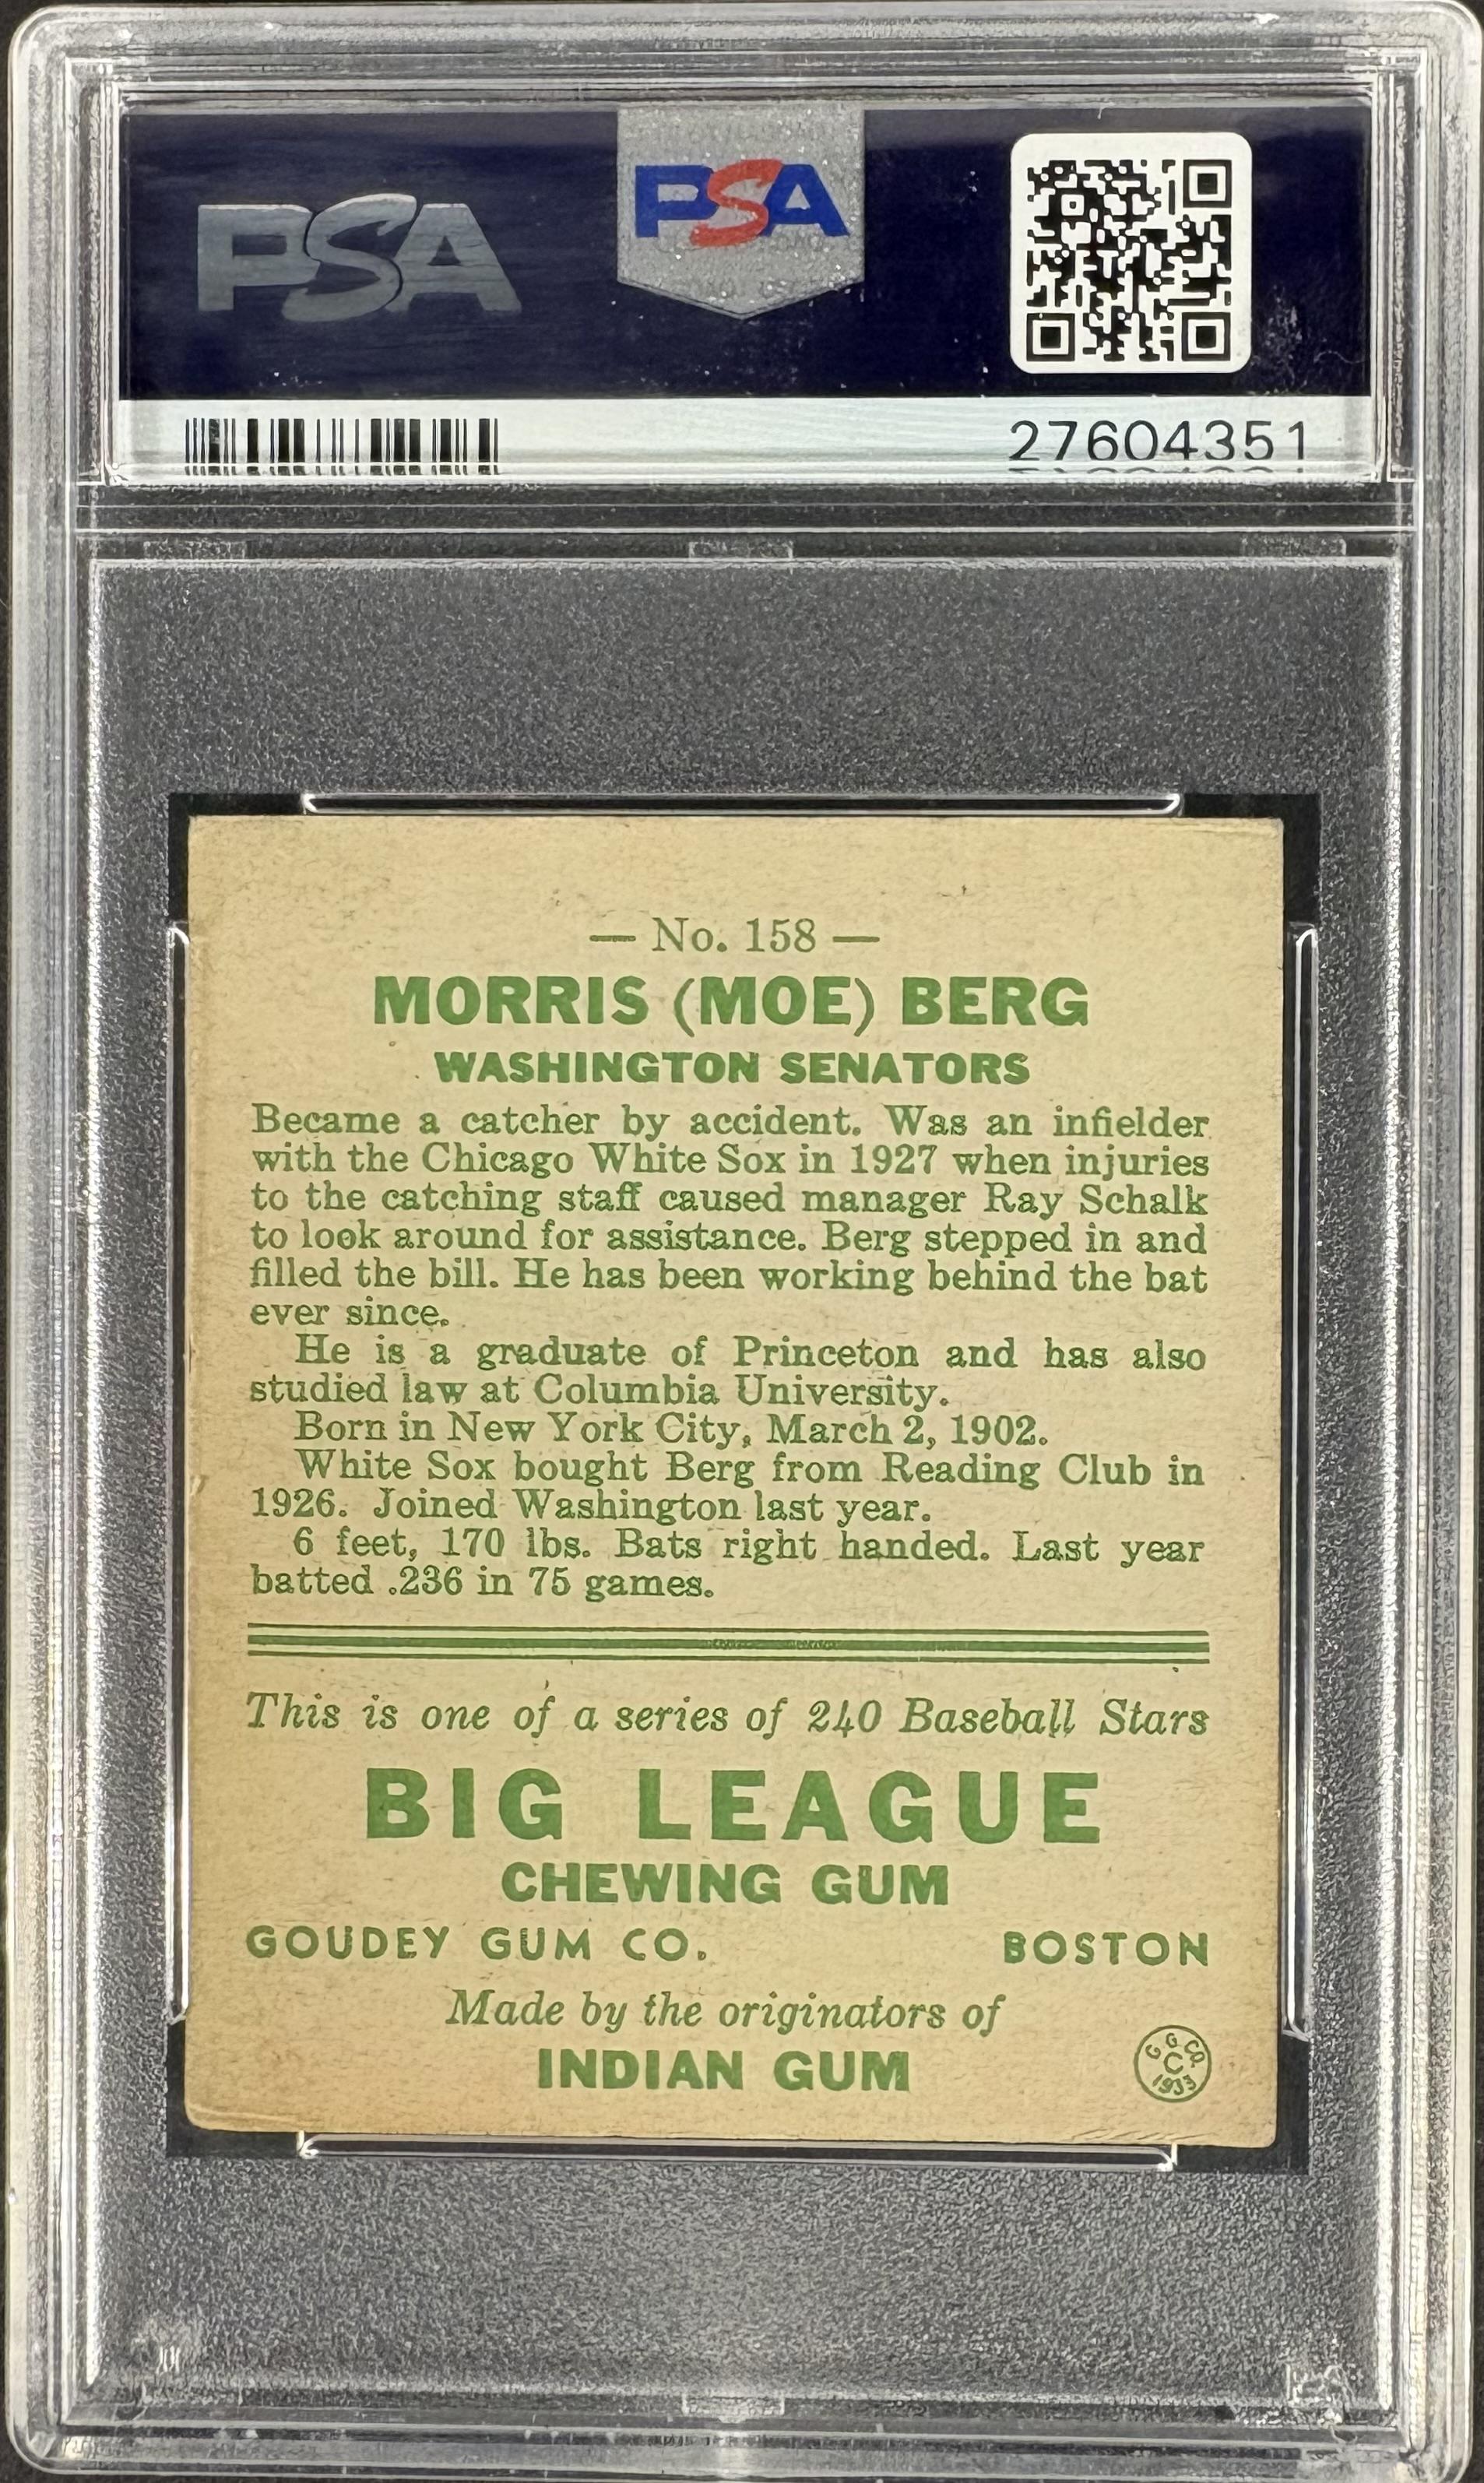 PSA
PSA
27604351
— No. 158 —
MORRIS (MOE) BERG
WASHINGTON SENATORS
Became a catcher by accident. Was an infielder
with the Chicago White Sox in 1927 when injuries
to the catching staff caused manager Ray Schalk
to look around for assistance. Berg stepped in and
filled the bill. He has been working behind the bat
ever since.
He is a graduate of Princeton and has also
studied law at Columbia University.
Born in New York City, March 2, 1902.
White Sox bought Berg from Reading Club in
1926. Joined Washington last year.
6 feet, 170 lbs. Bats right handed. Last year
batted .236 in 75 games.
This is one of a series of 240 Baseball Stars
BIG LEAGUE
CHEWING GUM
GOUDEY GUM CO. BOSTON
Made by the originators of
INDIAN GUM
G G CO.
C
1933